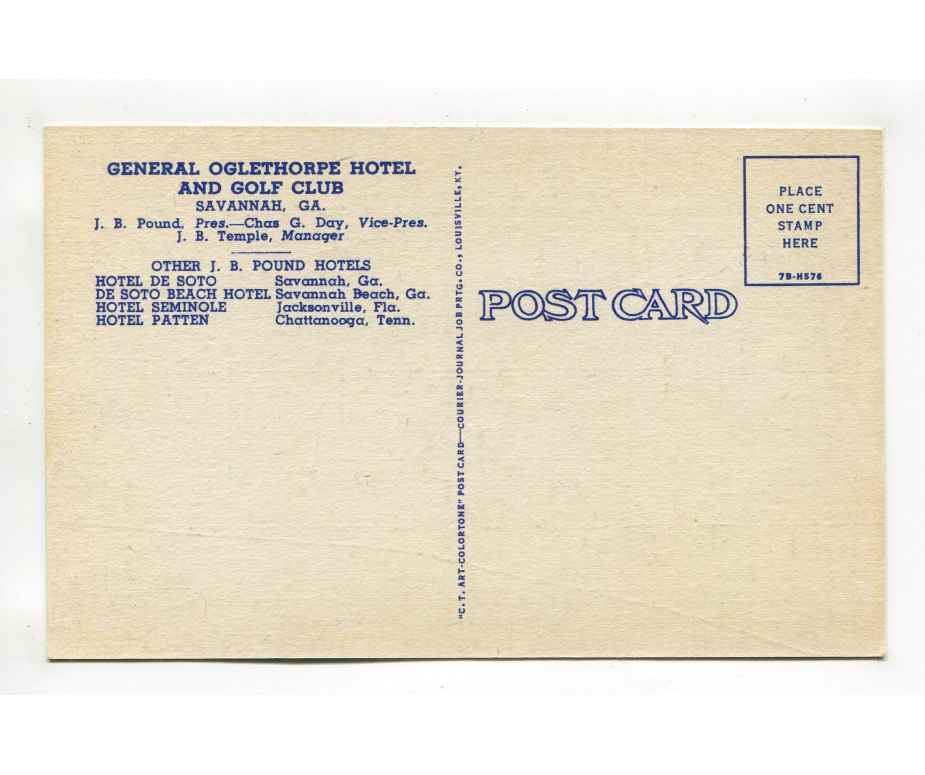 GENERAL OGLETHORPE HOTEL
AND GOLF CLUB
SAVANNAH, GA.
J. B. Pound, Pres.—Chas G. Day, Vice-Pres.
J. B. Temple, Manager
OTHER J. B. POUND HOTELS
HOTEL DE SOTO Savannah, Ga.
DE SOTO BEACH HOTEL Savannah Beach, Ga.
HOTEL SEMINOLE Jacksonville, Fla.
HOTEL PATTEN Chattanooga, Tenn.
"C. T. ART-COLORTONE" POST CARD—COURIER-JOURNAL JOB PRTG. CO., LOUISVILLE, KY.
POST CARD
PLACE
ONE CENT
STAMP
HERE
7B-H576